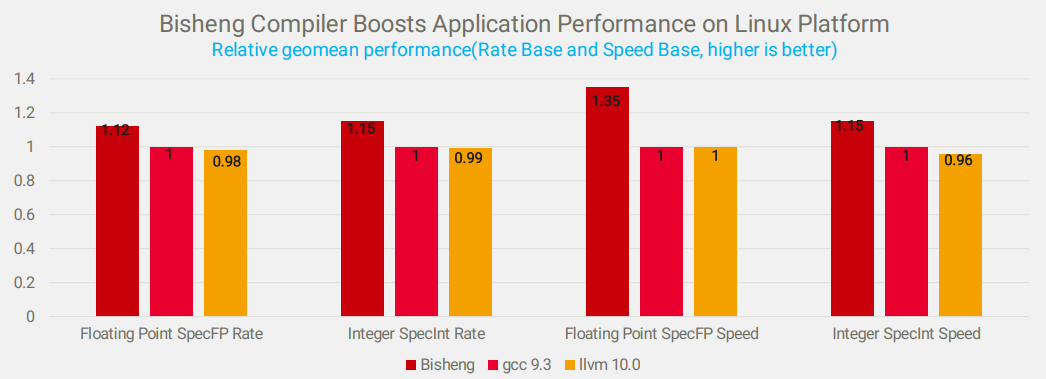 Bisheng Compiler Boosts Application Performance on Linux Platform
Relative geomean performance(Rate Base and Speed Base, higher is better)
1.4
1.2
1
0.8
0.6
0.4
0.2
0
1.12
1
0.98
1.15
1
0.99
1.35
1
1
1.15
1
0.96
Floating Point SpecFP Rate
Integer SpecInt Rate
Floating Point SpecFP Speed
Integer SpecInt Speed
Bisheng gcc 9.3 llvm 10.0